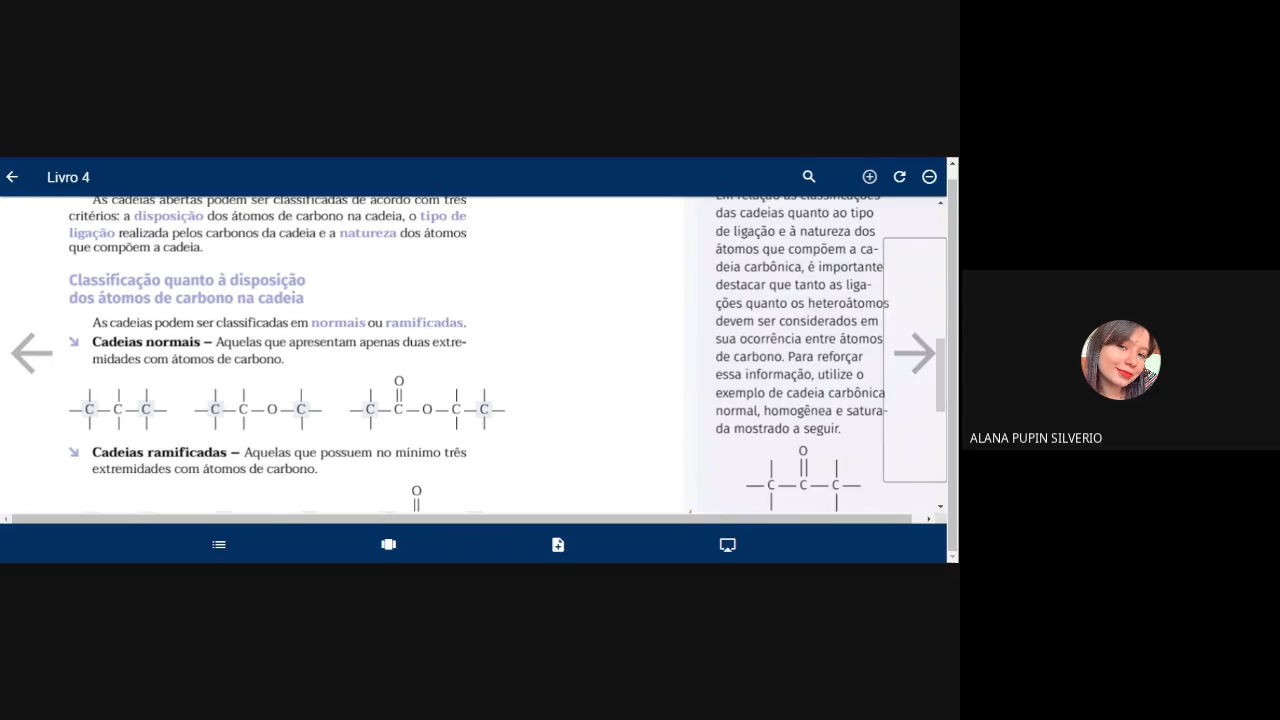 Livro 4
As cadeias abertas podem ser classificadas de acordo com três
critérios: a disposição dos átomos de carbono na cadeia, o tipo de
ligação realizada pelos carbonos da cadeia e a natureza dos átomos
que compõem a cadeia.
Classificação quanto à disposição
dos átomos de carbono na cadeia
As cadeias podem ser classificadas em normais ou ramificadas.
Cadeias normais – Aquelas que apresentam apenas duas extre-
midades com átomos de carbono.
O
C C C C C O C C C O C C
Cadeias ramificadas – Aquelas que possuem no mínimo três
extremidades com átomos de carbono.
O
Em relação às classificações
das cadeias quanto ao tipo
de ligação e à natureza dos
átomos que compõem a ca-
deia carbônica, é importante
destacar que tanto as liga-
ções quanto os heteroátomos
devem ser considerados em
sua ocorrência entre átomos
de carbono. Para reforçar
essa informação, utilize o
exemplo de cadeia carbônica
normal, homogênea e satura-
da mostrado a seguir.
O
C C C
ALANA PUPIN SILVERIO